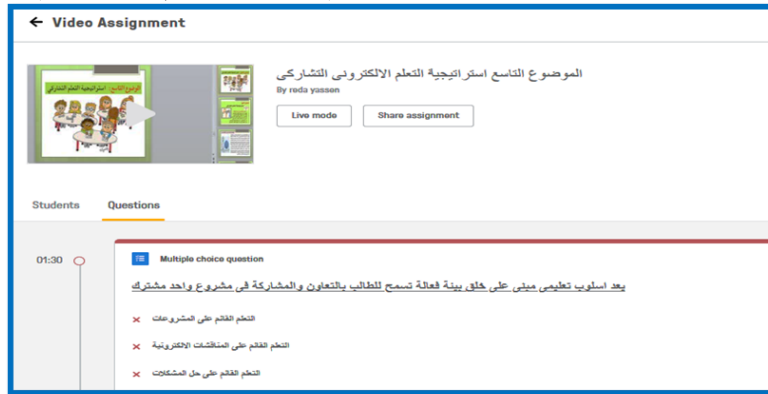 ← Video Assignment
الموضوع التاسع استراتيجية التعلم الالكترونى التشاركى
By reda yassen
Live mode
Share assignment
Students
Questions
01:30
Multiple choice question
يعد اسلوب تعليمى مبنى على خلق بيئة فعالة تسمح للطالب بالتعاون والمشاركة فى مشروع واحد مشترك
التعلم القائم على المشروعات
التعلم القائم على المناقشات الالكترونية
التعلم القائم على حل المشكلات